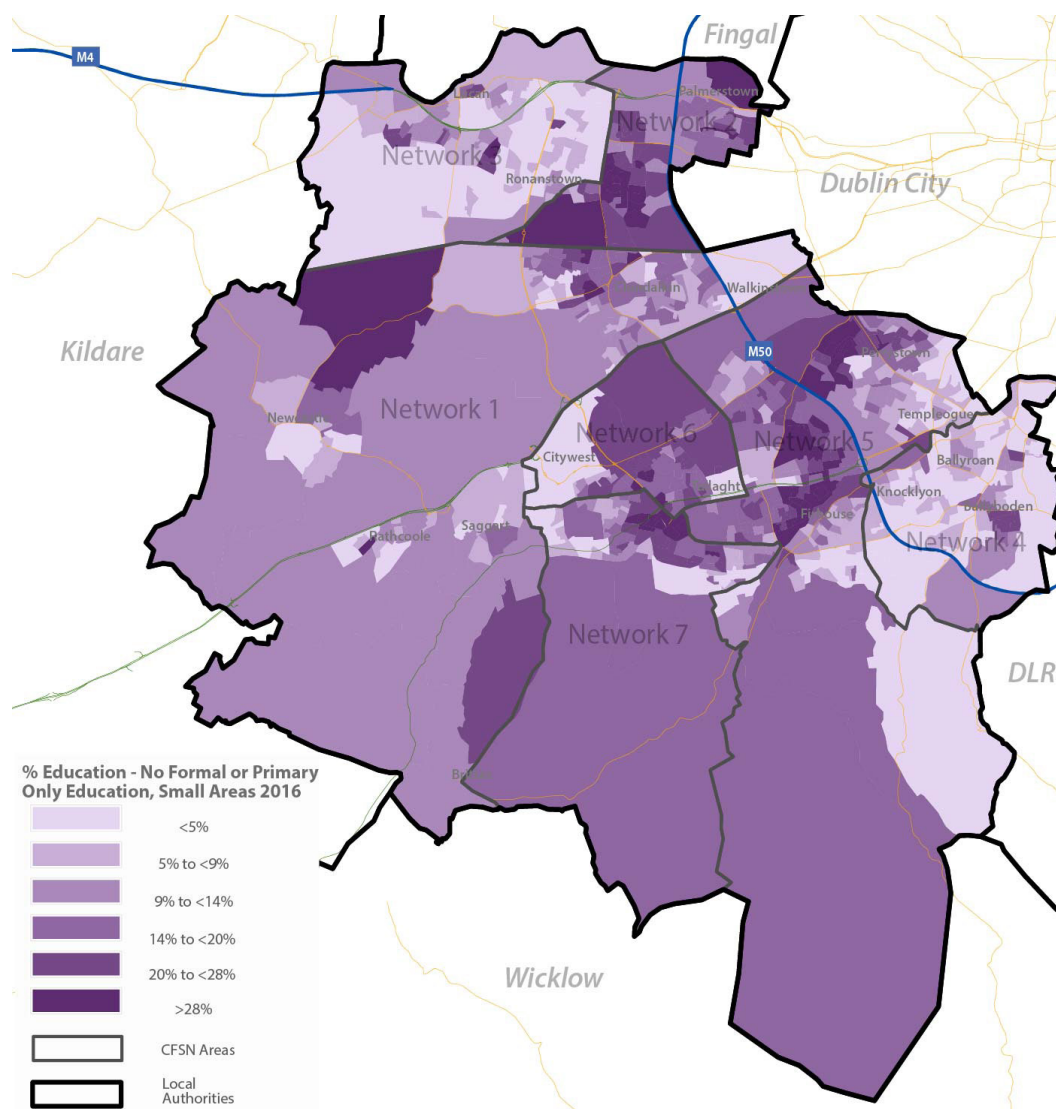 Fingal
M4
Balmerstown
Lucan
Network 2
Network 3
Ronanstown
Dublin City
Clondalkin
Walkinstown
Kildare
M50
Perrystown
Network 1
Newcastle
Templeogue
Network 6
Network 5
Citywest
Ballyroan
Tallaght
Knocklyon
Firhouse
Ballyboden
Saggart
Rathcoole
Network 4
Network 7
DLR
% Education - No Formal or Primary
Only Education, Small Areas 2016
<5%
5% to <9%
9% to <14%
14% to <20%
20% to <28%
>28%
CFSN Areas
Local
Authorities
Wicklow